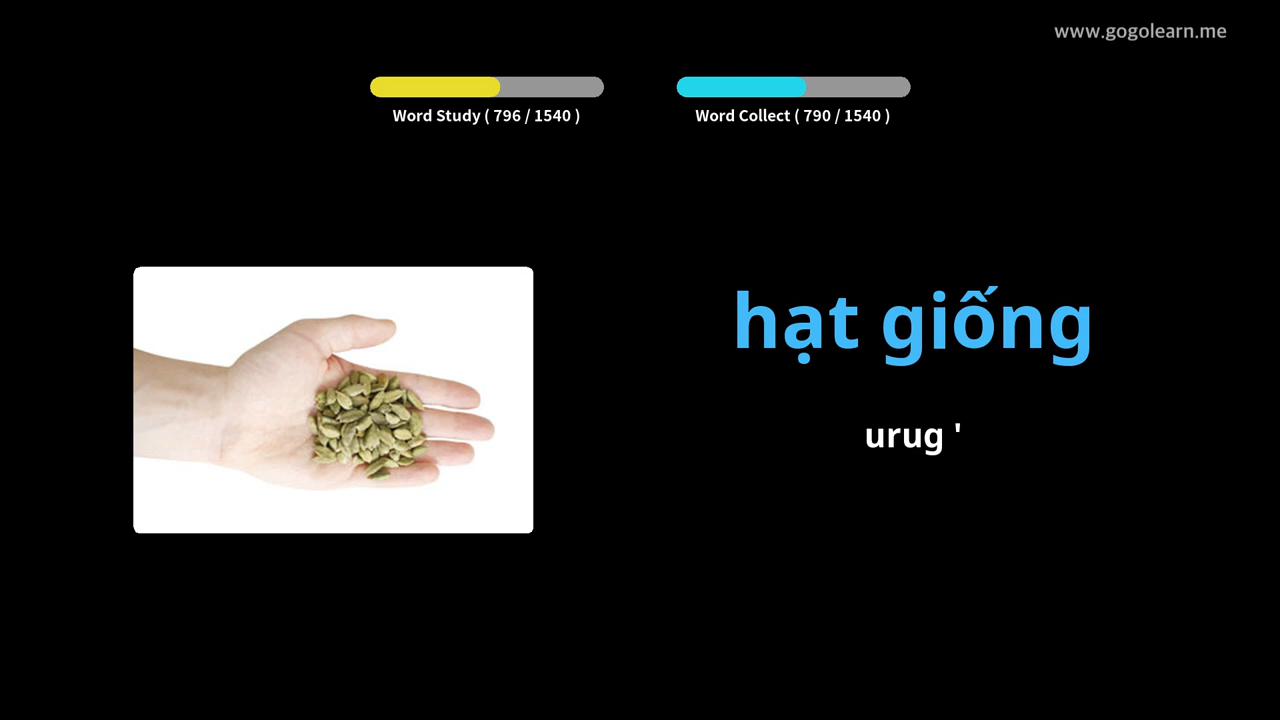 www.gogolearn.me
Word Study ( 796 / 1540 )
Word Collect ( 790 / 1540 )
hạt giống
urug '